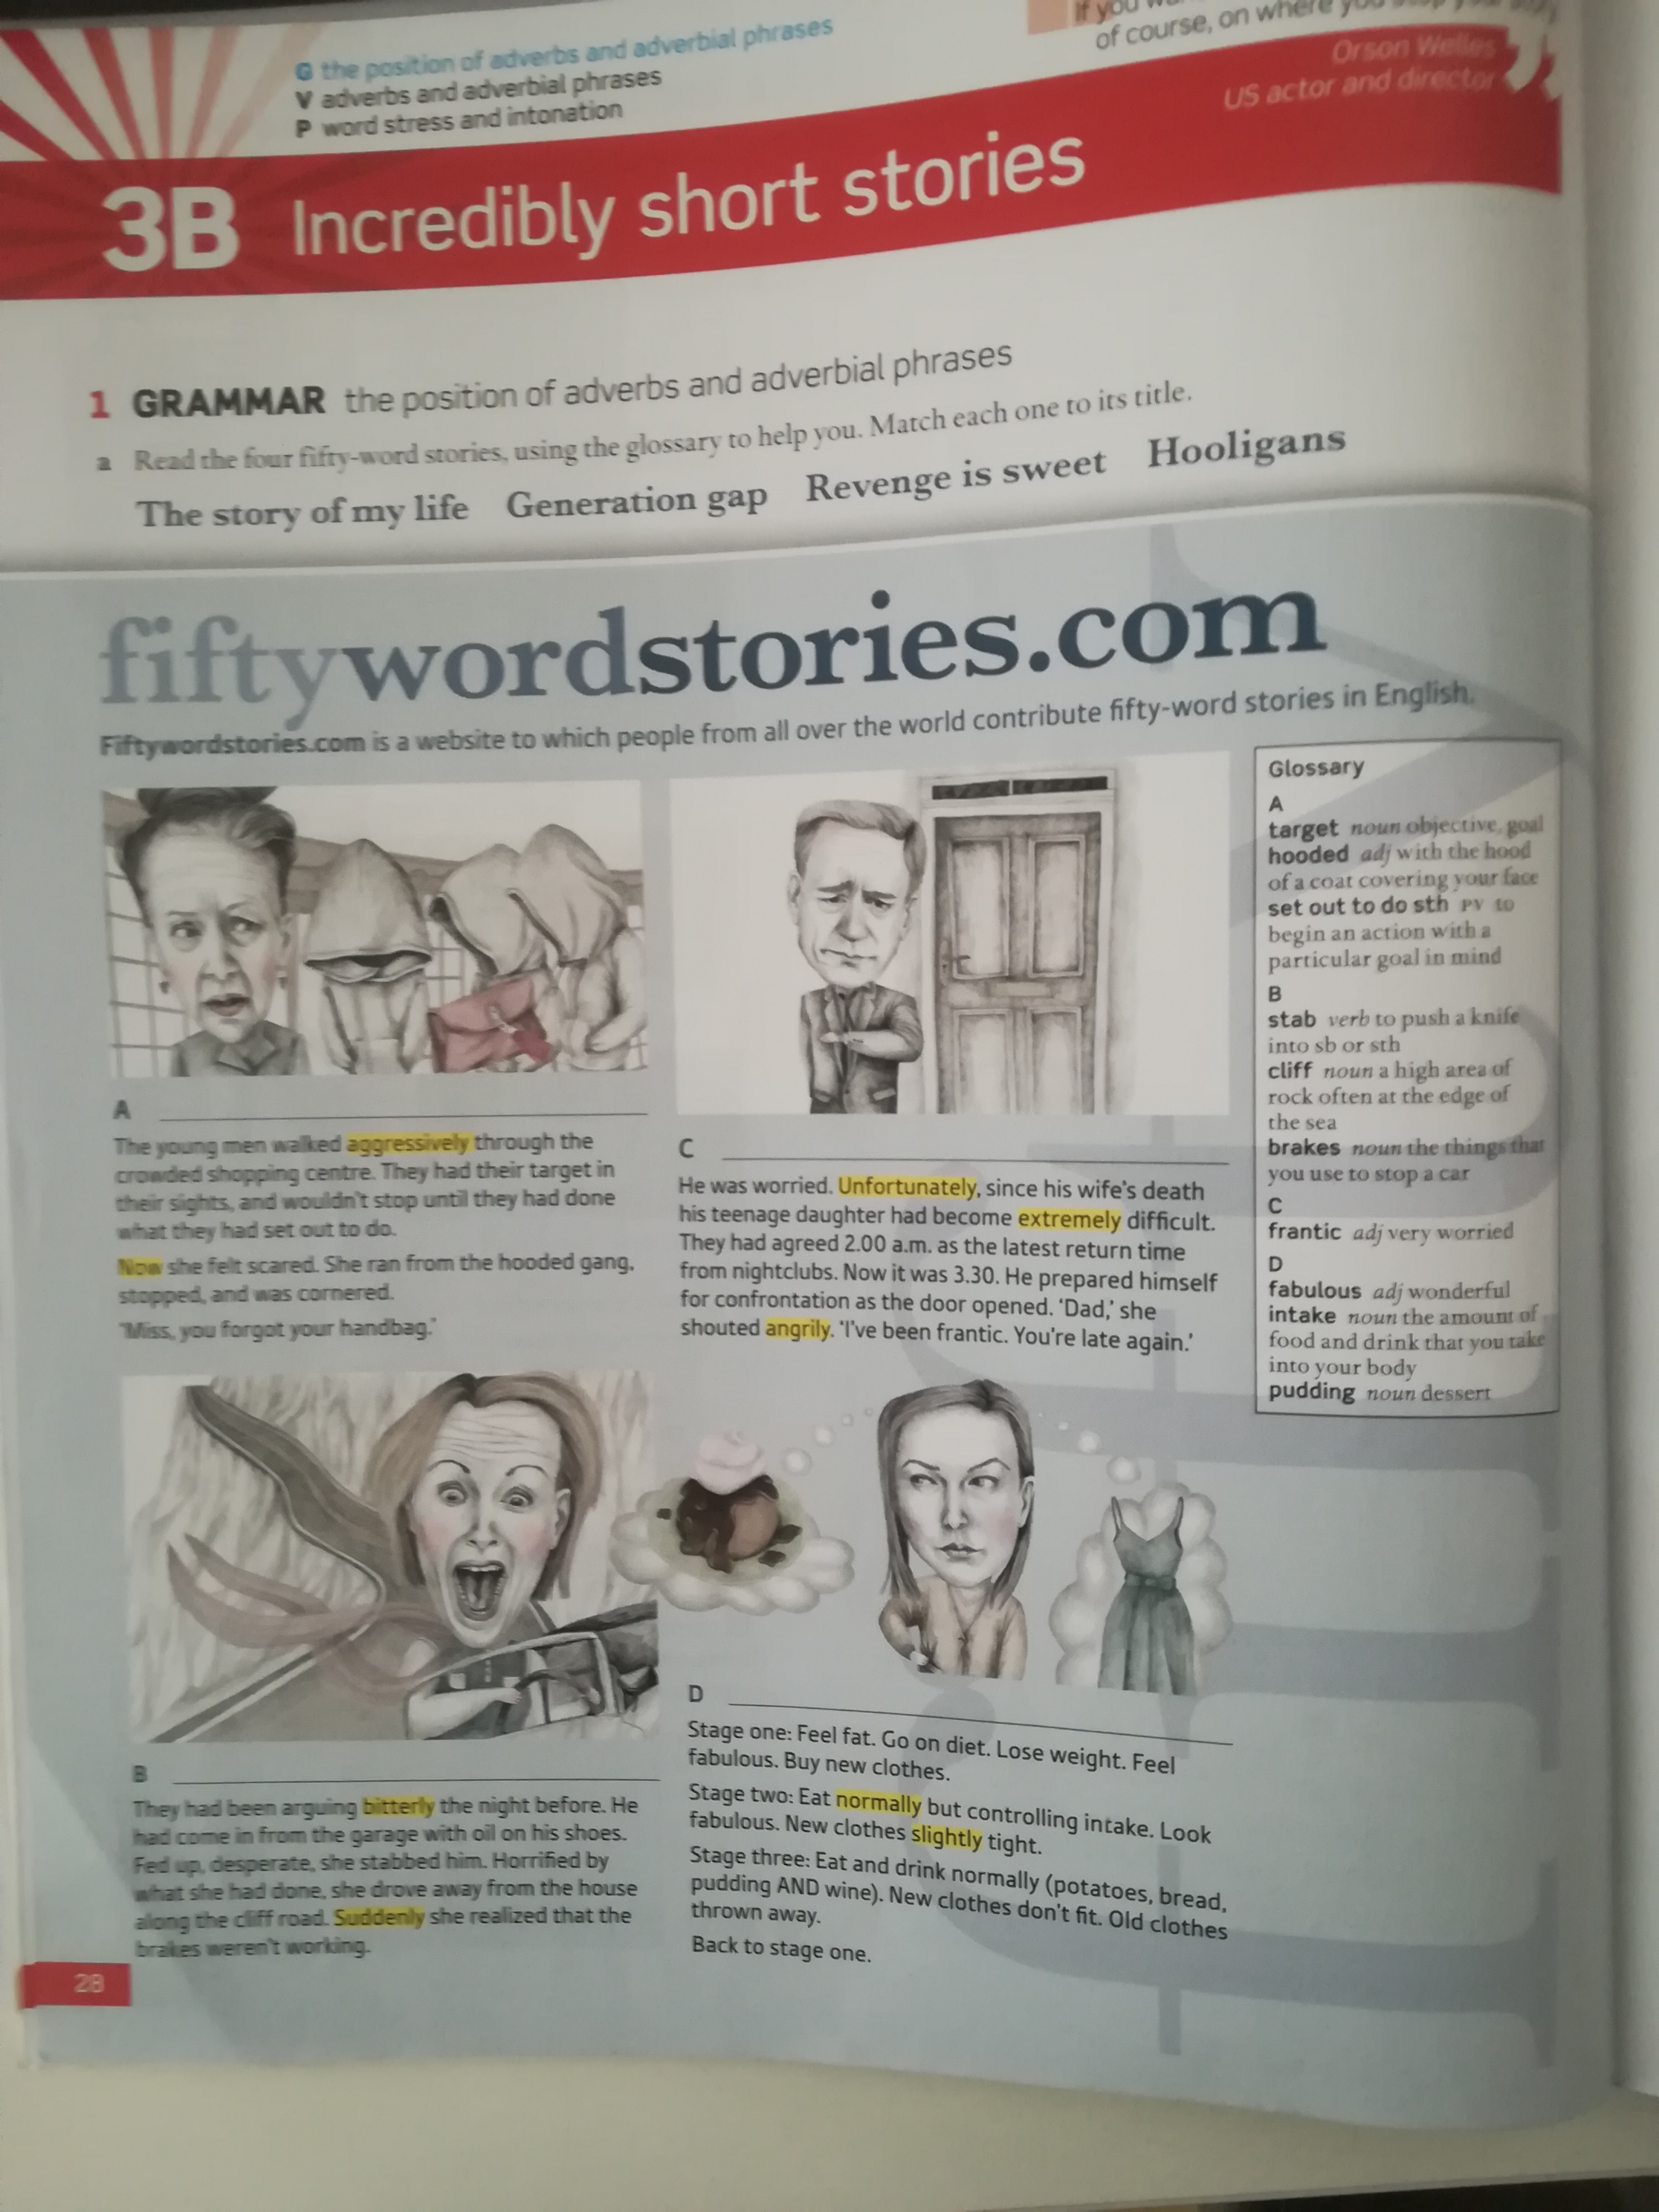 G the position of adverbs and adverbial phrases
V adverbs and adverbial phrases
P word stress and intonation
If you
of course, on where you stop your
Orson Welles
US actor and director
3B Incredibly short stories
1 GRAMMAR the position of adverbs and adverbial phrases
a Read the four fifty-word stories, using the glossary to help you. Match each one to its title.
The story of my life Generation gap Revenge is sweet Hooligans
fiftywordstories.com
Fiftywordstories.com is a website to which people from all over the world contribute fifty-word stories in English.
A
The young men walked aggressively through the
crowded shopping centre. They had their target in
their sights, and wouldn't stop until they had done
what they had set out to do.
Now she felt scared. She ran from the hooded gang,
stopped, and was cornered.
'Miss, you forgot your handbag.'
B
They had been arguing bitterly the night before. He
had come in from the garage with oil on his shoes.
Fed up, desperate, she stabbed him. Horrified by
what she had done, she drove away from the house
along the cliff road. Suddenly she realized that the
brakes weren't working.
C
He was worried. Unfortunately, since his wife's death
his teenage daughter had become extremely difficult.
They had agreed 2.00 a.m. as the latest return time
from nightclubs. Now it was 3.30. He prepared himself
for confrontation as the door opened. 'Dad,' she
shouted angrily. 'I've been frantic. You're late again.'
D
Stage one: Feel fat. Go on diet. Lose weight. Feel
fabulous. Buy new clothes.
Stage two: Eat normally but controlling intake. Look
fabulous. New clothes slightly tight.
Stage three: Eat and drink normally (potatoes, bread,
pudding AND wine). New clothes don't fit. Old clothes
thrown away.
Back to stage one.
Glossary
A
target noun objective, goal
hooded adj with the hood
of a coat covering your face
set out to do sth PV to
begin an action with a
particular goal in mind
B
stab verb to push a knife
into sb or sth
cliff noun a high area of
rock often at the edge of
the sea
brakes noun the things that
you use to stop a car
C
frantic adj very worried
D
fabulous adj wonderful
intake noun the amount of
food and drink that you take
into your body
pudding noun dessert
28